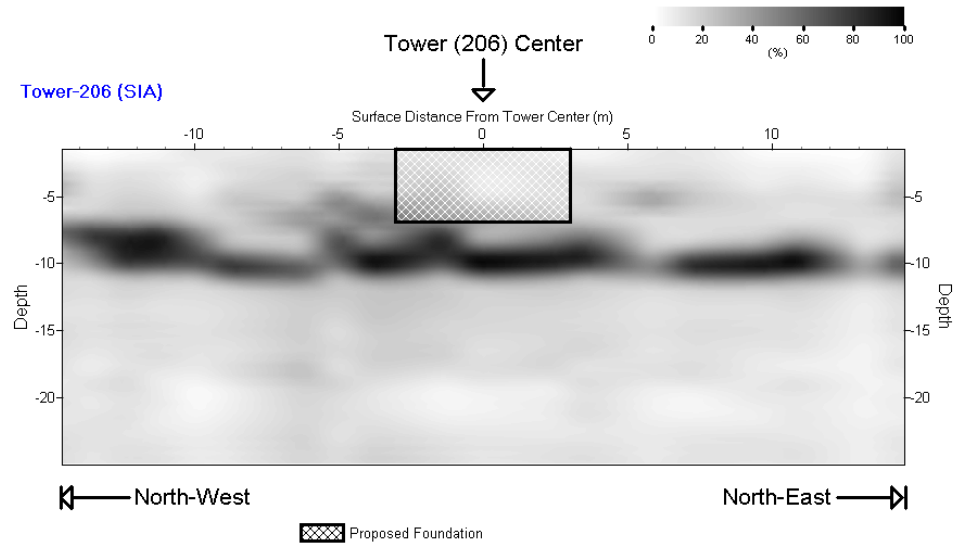 0 20 40 60 80 100
(%)
Tower (206) Center
Tower-206 (SIA)
Surface Distance From Tower Center (m)
-10 -5 0 5 10
-5 -5
-10 -10
Depth Depth
-15 -15
-20 -20
North-West North-East
Proposed Foundation